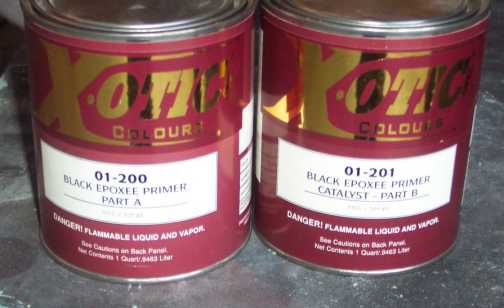 X-OTIC
COLOURS
01-200
BLACK EPOXEE PRIMER
PART A
DANGER! FLAMMABLE LIQUID AND VAPOR.
See Cautions on Back Panel.
Net Contents 1 Quart/.9463 Liter
X-OTIC
COLOURS
01-201
BLACK EPOXEE PRIMER
CATALYST - PART B
DANGER! FLAMMABLE LIQUID AND VAPOR.
See Cautions on Back Panel.
Net Contents 1 Quart/.9463 Liter